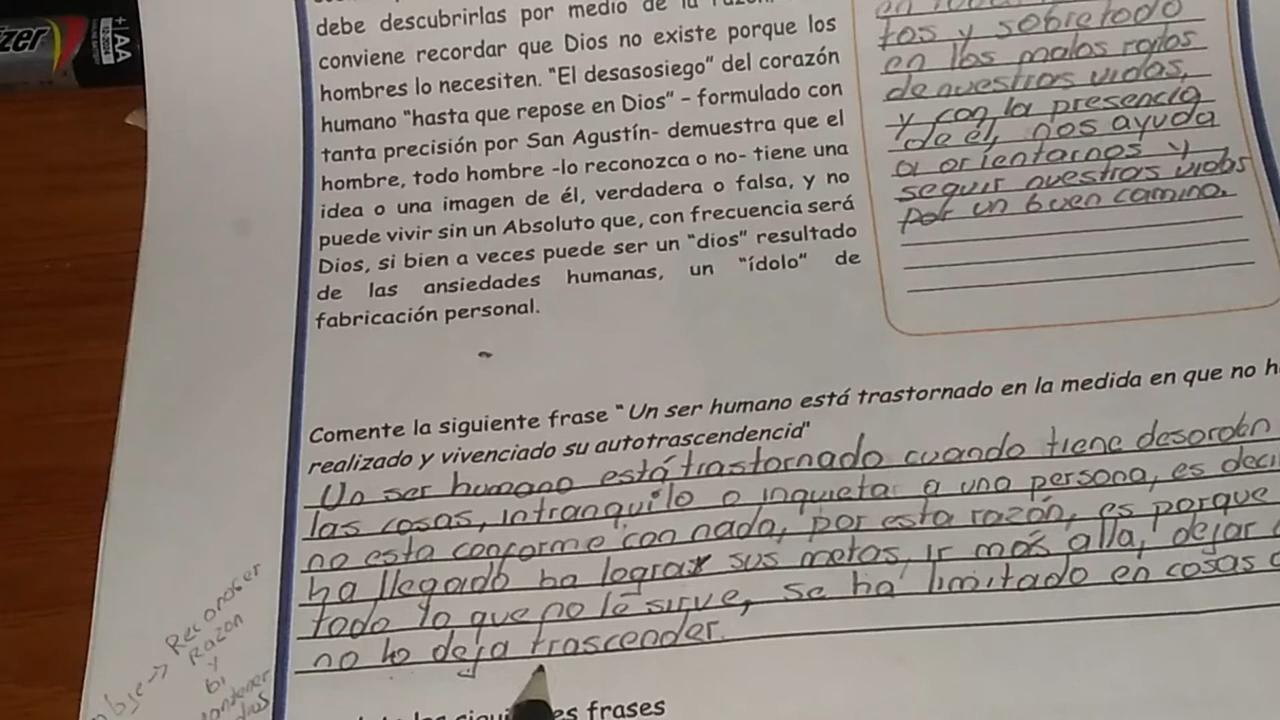 zer
+ AA
debe descubrirlas por medio de la
conviene recordar que Dios no existe porque los
hombres lo necesiten. "El desasosiego" del corazón
humano "hasta que repose en Dios" – formulado con
tanta precisión por San Agustín- demuestra que el
hombre, todo hombre -lo reconozca o no- tiene una
idea o una imagen de él, verdadera o falsa, y no
puede vivir sin un Absoluto que, con frecuencia será
Dios, si bien a veces puede ser un "dios" resultado
de las ansiedades humanas, un "ídolo" de
fabricación personal.
tos y sobre todo
en los malos ratos
de nuestras vidas,
y con la presencia
de él, nos ayuda
a orientarnos y
seguir nuestras vidas
por un buen camino.
Comente la siguiente frase "Un ser humano está trastornado en la medida en que no h
realizado y vivenciado su autotrascendencia"
Un ser humano está trastornado cuando tiene desorden
las cosas, intranquilo o inquieta a una persona, es deci
no esta conforme con nada, por esta razón, es porque
ha llegado ha lograr sus metas, ir más alla, dejar
todo lo que no le sirve, se ha limitado en cosas
no lo deja trascender.
Reconoser
Razon
y
frases